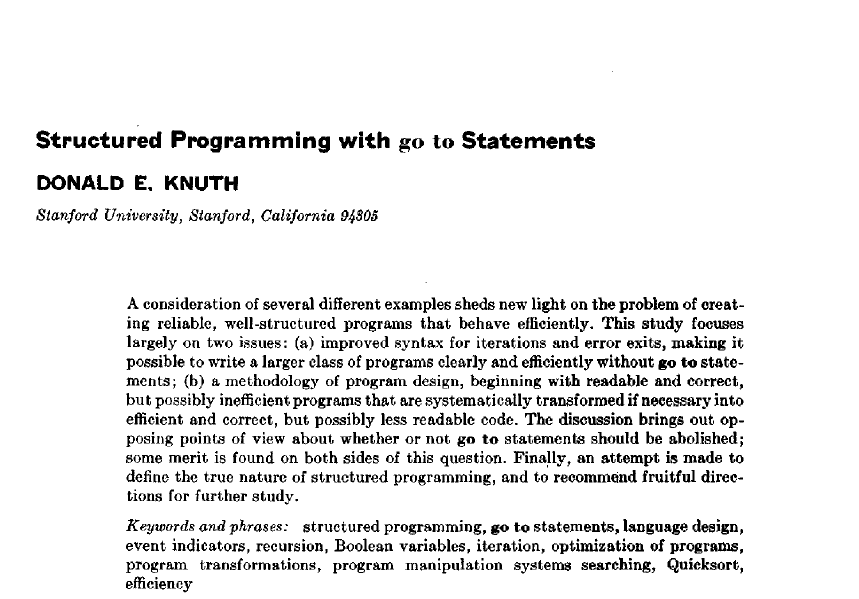 Structured Programming with go to Statements
DONALD E. KNUTH
Stanford University, Stanford, California 94305
A consideration of several different examples sheds new light on the problem of creat-
ing reliable, well-structured programs that behave efficiently. This study focuses
largely on two issues: (a) improved syntax for iterations and error exits, making it
possible to write a larger class of programs clearly and efficiently without go to state-
ments; (b) a methodology of program design, beginning with readable and correct,
but possibly inefficient programs that are systematically transformed if necessary into
efficient and correct, but possibly less readable code. The discussion brings out op-
posing points of view about whether or not go to statements should be abolished;
some merit is found on both sides of this question. Finally, an attempt is made to
define the true nature of structured programming, and to recommend fruitful direc-
tions for further study.
Keywords and phrases: structured programming, go to statements, language design,
event indicators, recursion, Boolean variables, iteration, optimization of programs,
program transformations, program manipulation systems searching, Quicksort,
efficiency